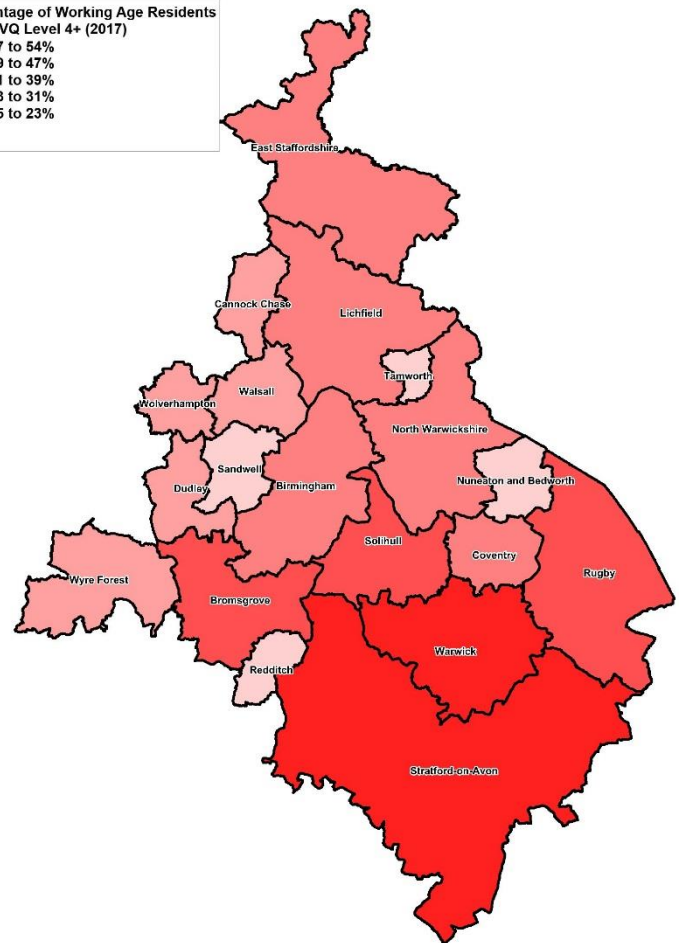 ntage of Working Age Residents
VQ Level 4+ (2017)
7 to 54%
9 to 47%
1 to 39%
3 to 31%
5 to 23%
East Staffordshire
Cannock Chase
Lichfield
Tamworth
Walsall
Wolverhampton
North Warwickshire
Sandwell
Nuneaton and Bedworth
Dudley
Birmingham
Solihull
Coventry
Rugby
Wyre Forest
Bromsgrove
Warwick
Redditch
Stratford-on-Avon